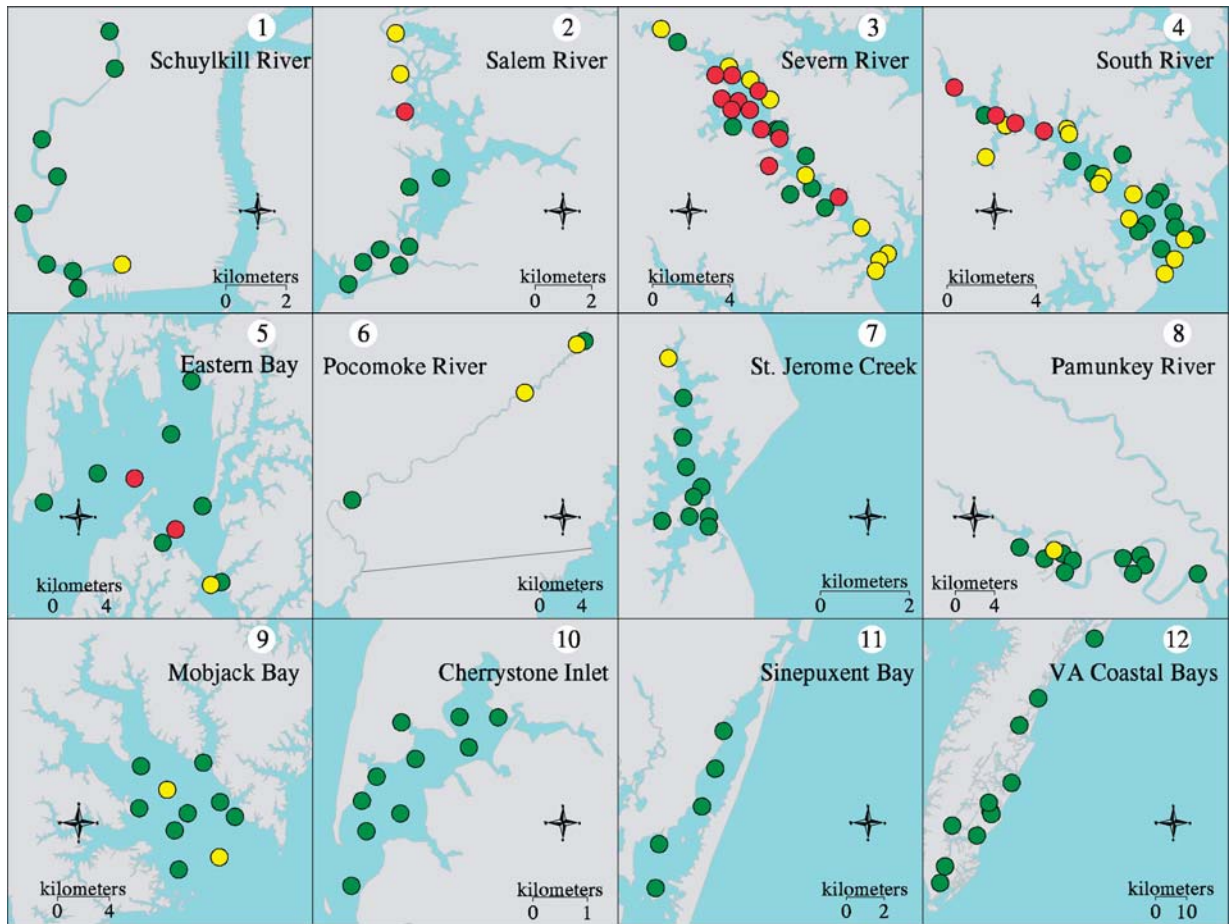 1
Schuylkill River
kilometers
0 2
2
Salem River
kilometers
0 2
3
Severn River
kilometers
0 4
4
South River
kilometers
0 4
5
Eastern Bay
kilometers
0 4
6
Pocomoke River
kilometers
0 4
7
St. Jerome Creek
kilometers
0 2
8
Pamunkey River
kilometers
0 4
9
Mobjack Bay
kilometers
0 4
10
Cherrystone Inlet
kilometers
0 1
11
Sinepuxent Bay
kilometers
0 2
12
VA Coastal Bays
kilometers
0 10